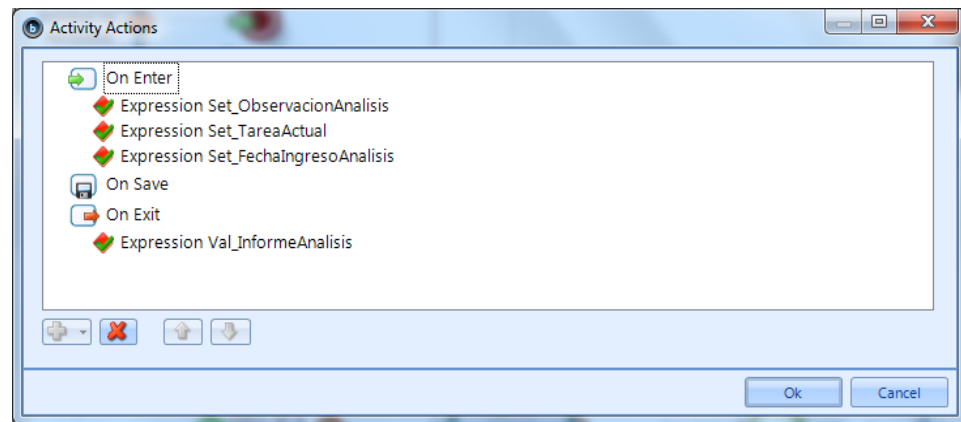 Activity Actions
On Enter
Expression Set_ObservacionAnalisis
Expression Set_TareaActual
Expression Set_FechaIngresoAnalisis
On Save
On Exit
Expression Val_InformeAnalisis
Ok Cancel